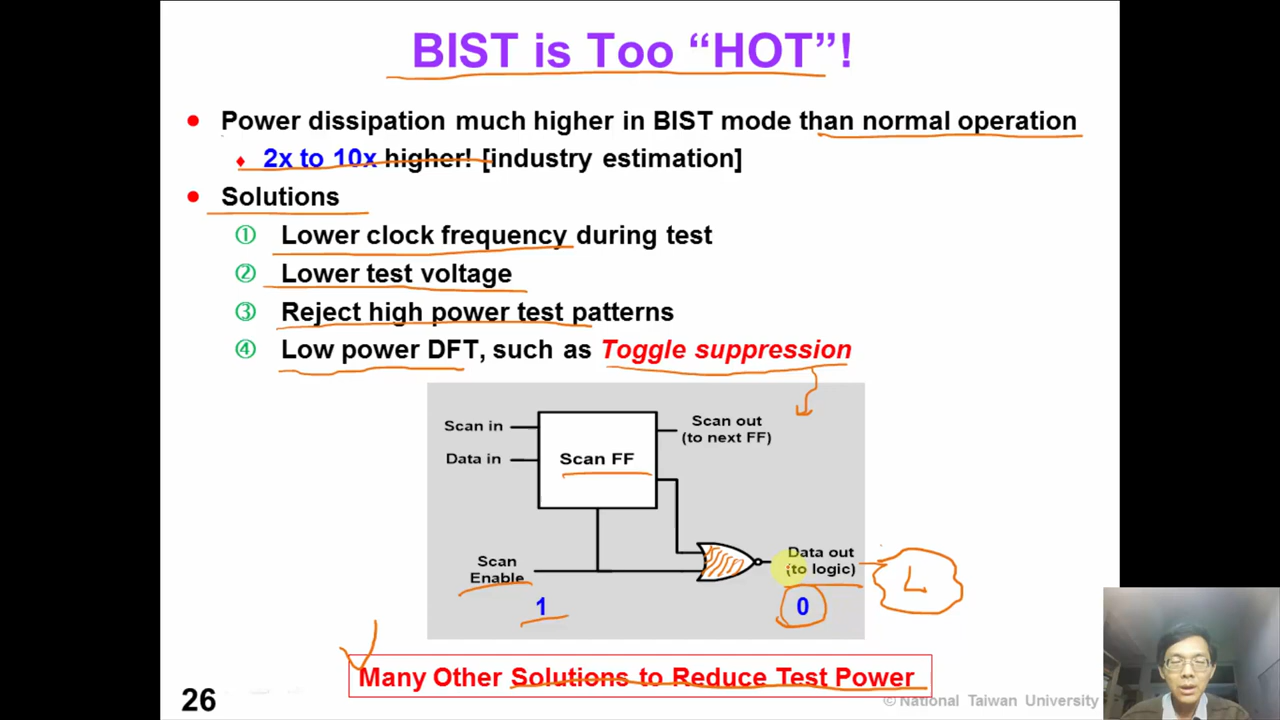 BIST is Too “HOT”!
Power dissipation much higher in BIST mode than normal operation
2x to 10x higher! [industry estimation]
Solutions
① Lower clock frequency during test
② Lower test voltage
③ Reject high power test patterns
④ Low power DFT, such as Toggle suppression
Scan in
Data in
Scan FF
Scan out
(to next FF)
Scan
Enable
1
Data out
(to logic)
0
L
Many Other Solutions to Reduce Test Power
26
© National Taiwan University